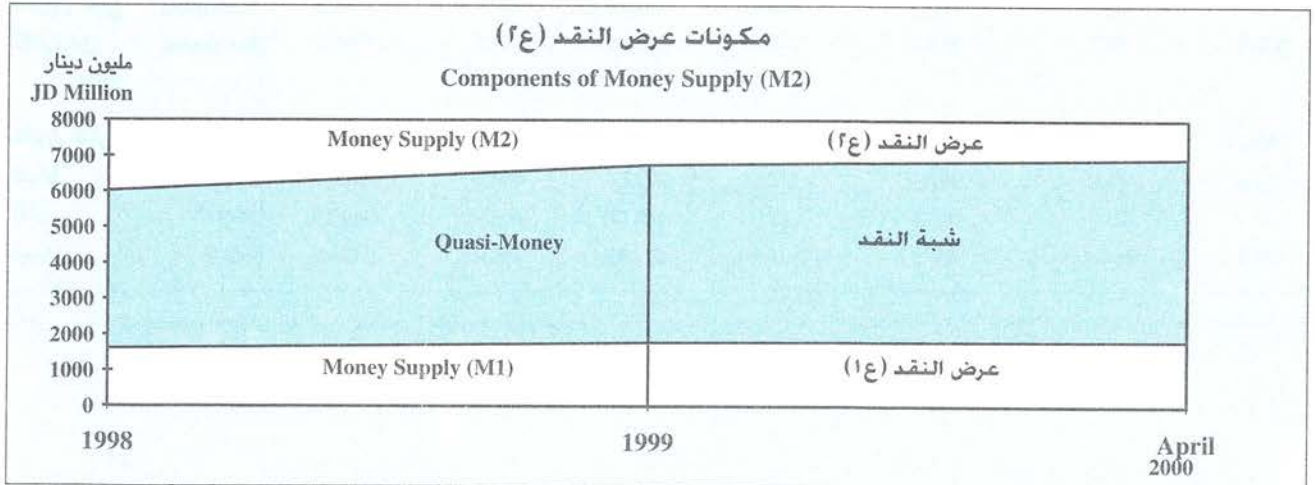 مكونات عرض النقد (ع٢)
Components of Money Supply (M2)
مليون دينار
JD Million
8000
7000
6000
5000
4000
3000
2000
1000
0
Money Supply (M2)
عرض النقد (ع٢)
Quasi-Money
شبة النقد
Money Supply (M1)
عرض النقد (ع١)
1998
1999
April
2000